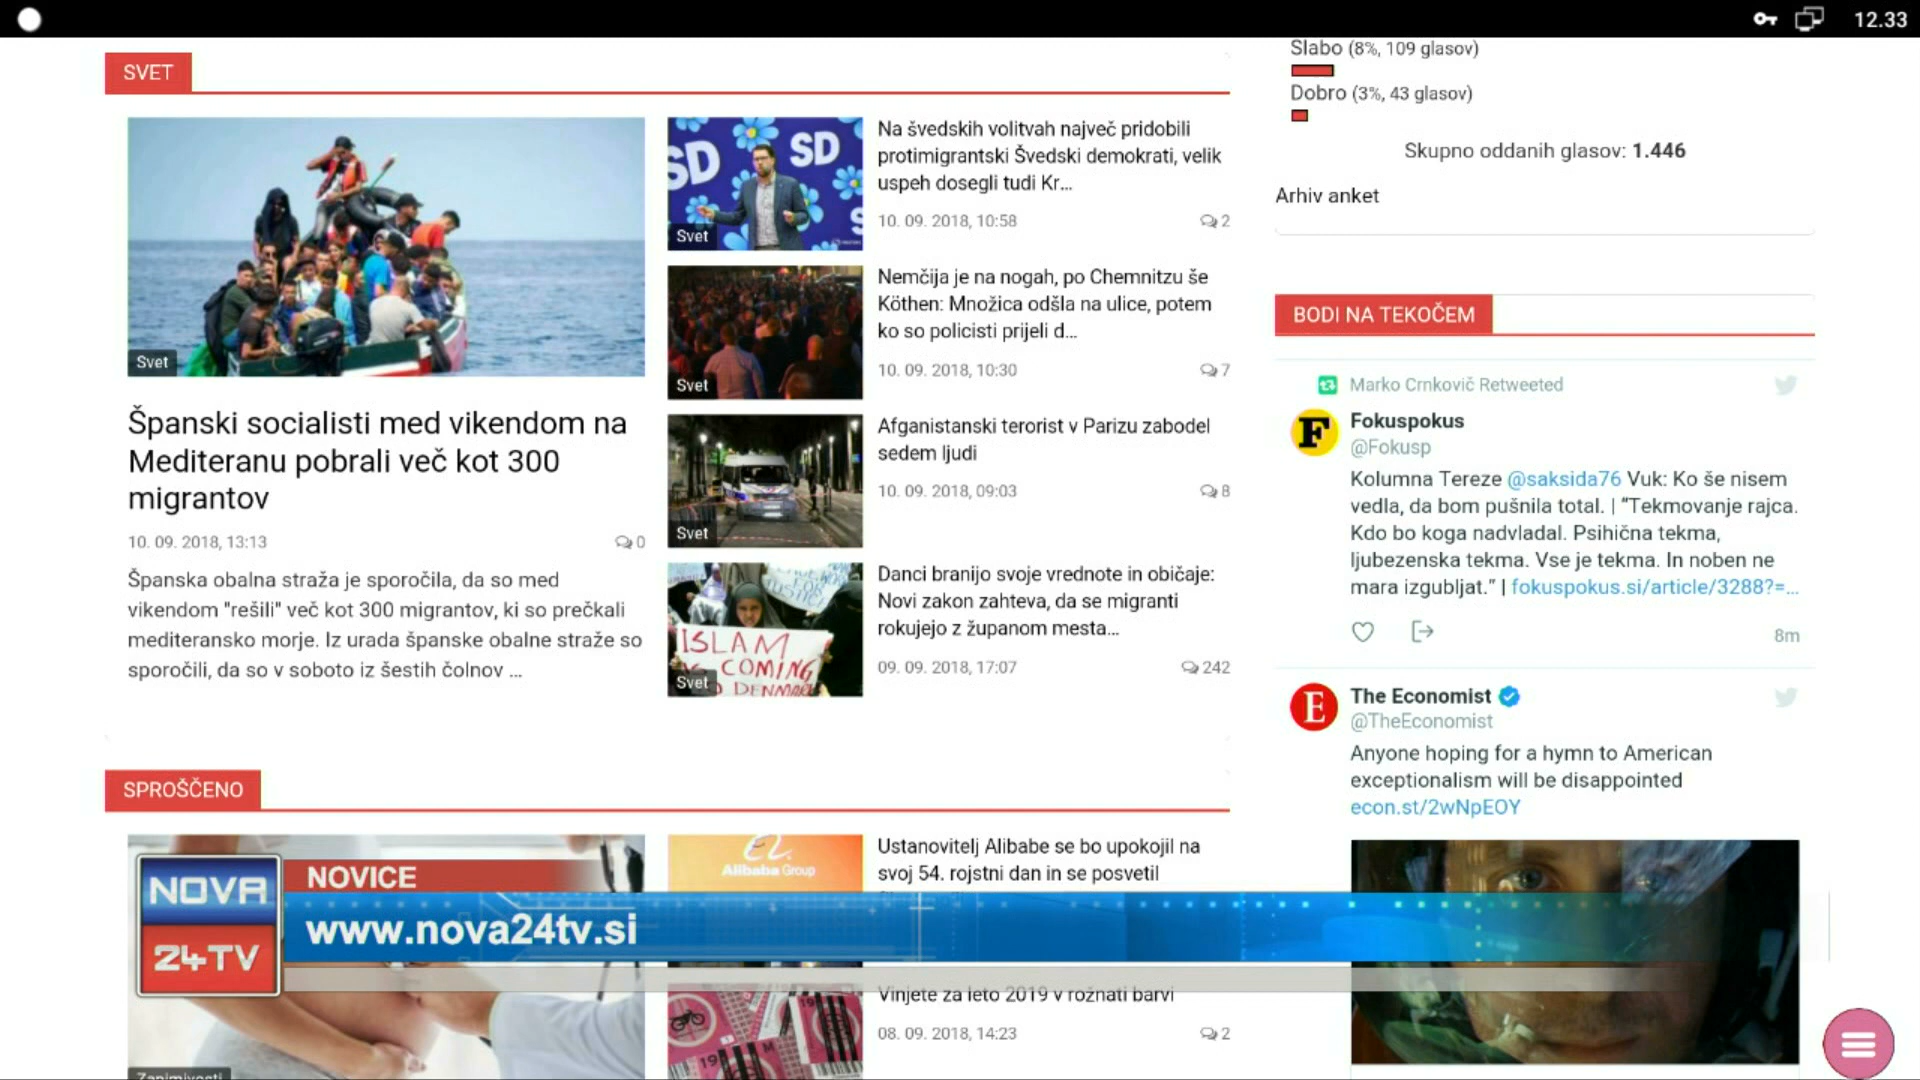 12.33
SVET
Svet
Španski socialisti med vikendom na
Mediteranu pobrali več kot 300
migrantov
10. 09. 2018, 13:13
0
Španska obalna straža je sporočila, da so med
vikendom "rešili" več kot 300 migrantov, ki so prečkali
mediteransko morje. Iz urada španske obalne straže so
sporočili, da so v soboto iz šestih čolnov ...
SD
SD
Svet
Na švedskih volitvah največ pridobili
protimigrantski Švedski demokrati, velik
uspeh dosegli tudi Kr...
10. 09. 2018, 10:58
2
Svet
Nemčija je na nogah, po Chemnitzu še
Köthen: Množica odšla na ulice, potem
ko so policisti prijeli d...
10. 09. 2018, 10:30
7
Svet
Afganistanski terorist v Parizu zabodel
sedem ljudi
10. 09. 2018, 09:03
8
ISLAM
COMING
DENMARK
Svet
Danci branijo svoje vrednote in običaje:
Novi zakon zahteva, da se migranti
rokujejo z županom mesta...
09. 09. 2018, 17:07
242
Slabo (8%, 109 glasov)
Dobro (3%, 43 glasov)
Skupno oddanih glasov: 1.446
Arhiv anket
BODI NA TEKOČEM
Marko Crnkovič Retweeted
F
Fokuspokus
@Fokusp
Kolumna Tereze @saksida76 Vuk: Ko še nisem
vedla, da bom pušnila total. | “Tekmovanje rajca.
Kdo bo koga nadvladal. Psihična tekma,
ljubezenska tekma. Vse je tekma. In noben ne
mara izgubljat.” | fokuspokus.si/article/3288?=...
8m
E
The Economist
@TheEconomist
Anyone hoping for a hymn to American
exceptionalism will be disappointed
econ.st/2wNpEOY
SPROŠČENO
Alibaba Group
Ustanovitelj Alibabe se bo upokojil na
svoj 54. rojstni dan in se posvetil
NOVA
24TV
NOVICE
www.nova24tv.si
Vinjete za leto 2019 v rožnati barvi
08. 09. 2018, 14:23
2
Zanimivosti